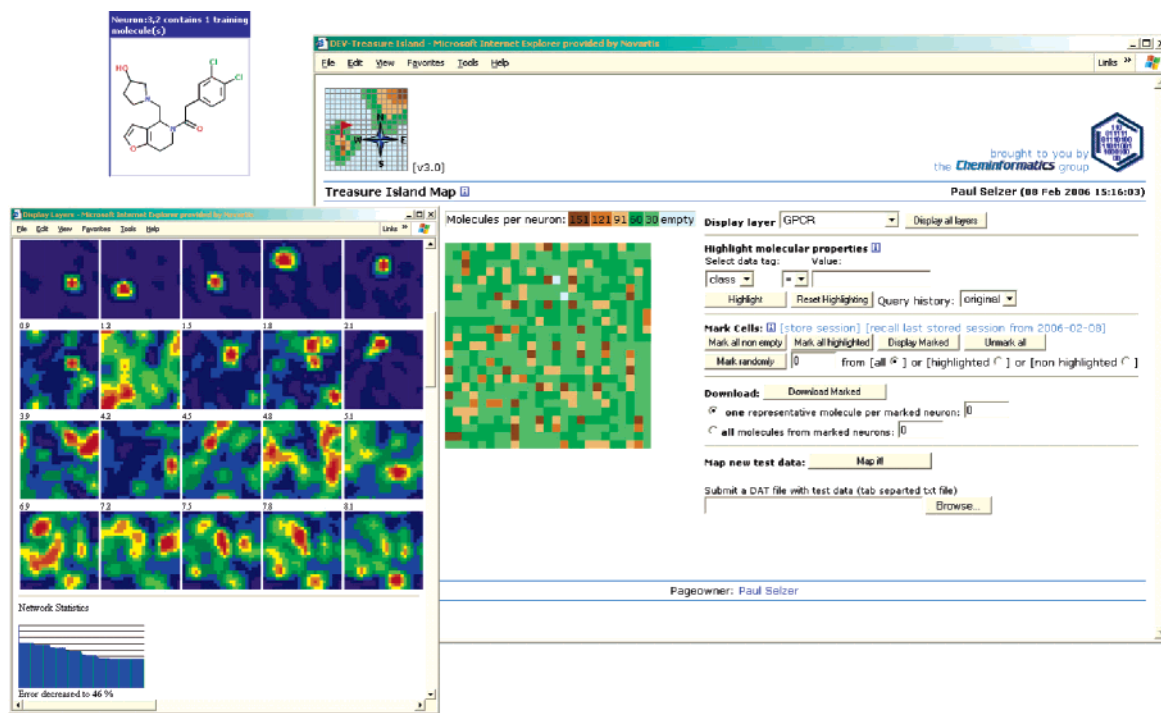 Neuron:3,2 contains 1 training
molecule(s)
HO
N
N
O
O
Cl
Cl
DEV-Treasure Island - Microsoft Internet Explorer provided by Novartis
File Edit View Favorites Tools Help Links »
N
W E
S
[v3.0]
brought to you by
the Cheminformatics group
Treasure Island Map
Paul Selzer (08 Feb 2006 15:16:03)
Molecules per neuron: 151 121 91 60 30 empty
Display layer GPCR Display all layers
Highlight molecular properties
Select data tag: Value:
class =
Highlight Reset Highlighting Query history: original
Mark Cells: [store session] [recall last stored session from 2006-02-08]
Mark all non empty Mark all highlighted Display Marked Unmark all
Mark randomly 0 from [all ] or [highlighted ] or [non highlighted ]
Download: Download Marked
one representative molecule per marked neuron: 0
all molecules from marked neurons: 0
Map new test data: Map it!
Submit a DAT file with test data (tab separted txt file)
Browse...
Pageowner: Paul Selzer
Display Layers - Microsoft Internet Explorer provided by Novartis
File Edit View Favorites Tools Help Links »
0.9 1.2 1.5 1.8 2.1
3.9 4.2 4.5 4.8 5.1
6.9 7.2 7.5 7.8 8.1
Network Statistics
Error decreased to 46 %